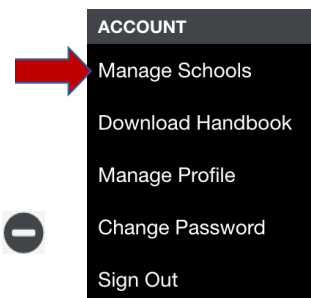 ACCOUNT
Manage Schools
Download Handbook
Manage Profile
Change Password
Sign Out